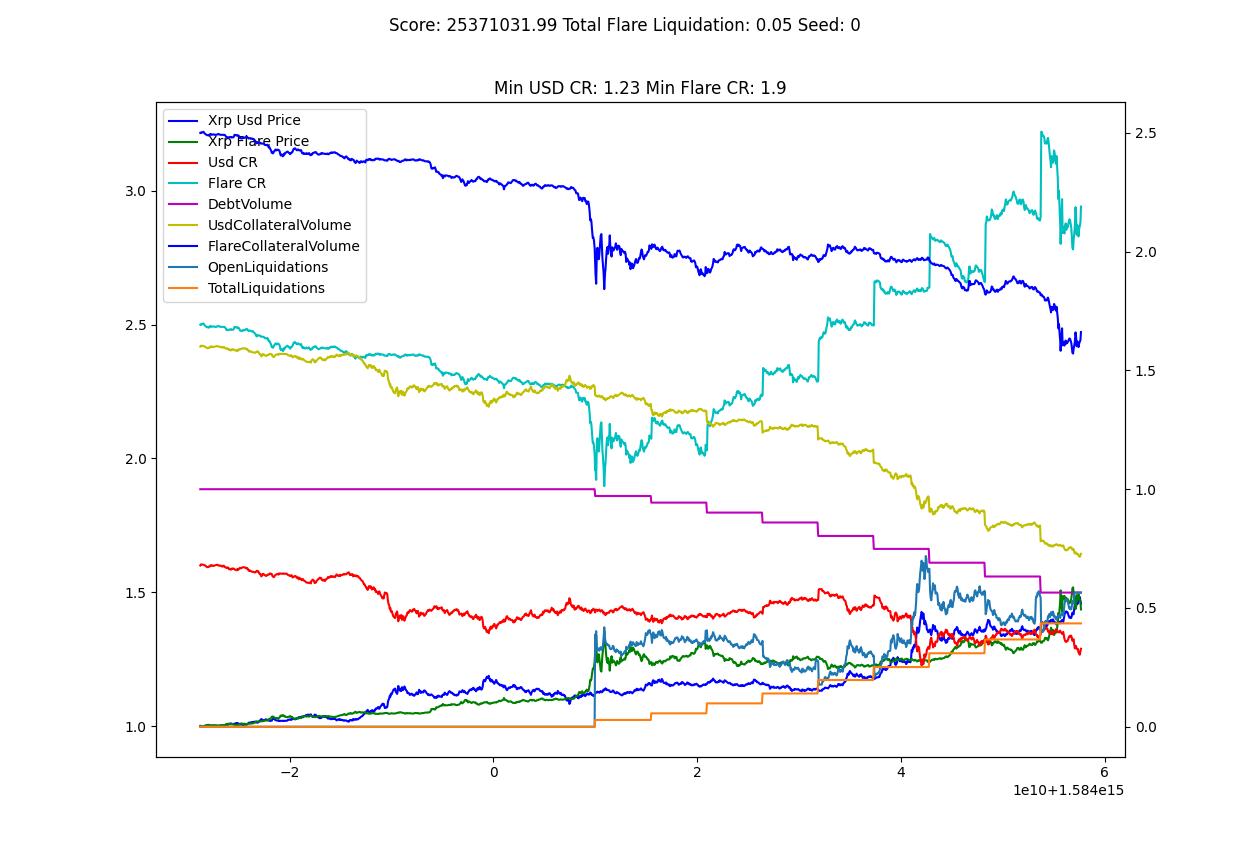 Score: 25371031.99 Total Flare Liquidation: 0.05 Seed: 0
Min USD CR: 1.23 Min Flare CR: 1.9
Xrp Usd Price
Xrp Flare Price
Usd CR
Flare CR
DebtVolume
UsdCollateralVolume
FlareCollateralVolume
OpenLiquidations
TotalLiquidations
3.0
2.5
2.0
1.5
1.0
2.5
2.0
1.5
1.0
0.5
0.0
−2 0 2 4 6
1e10+1.584e15